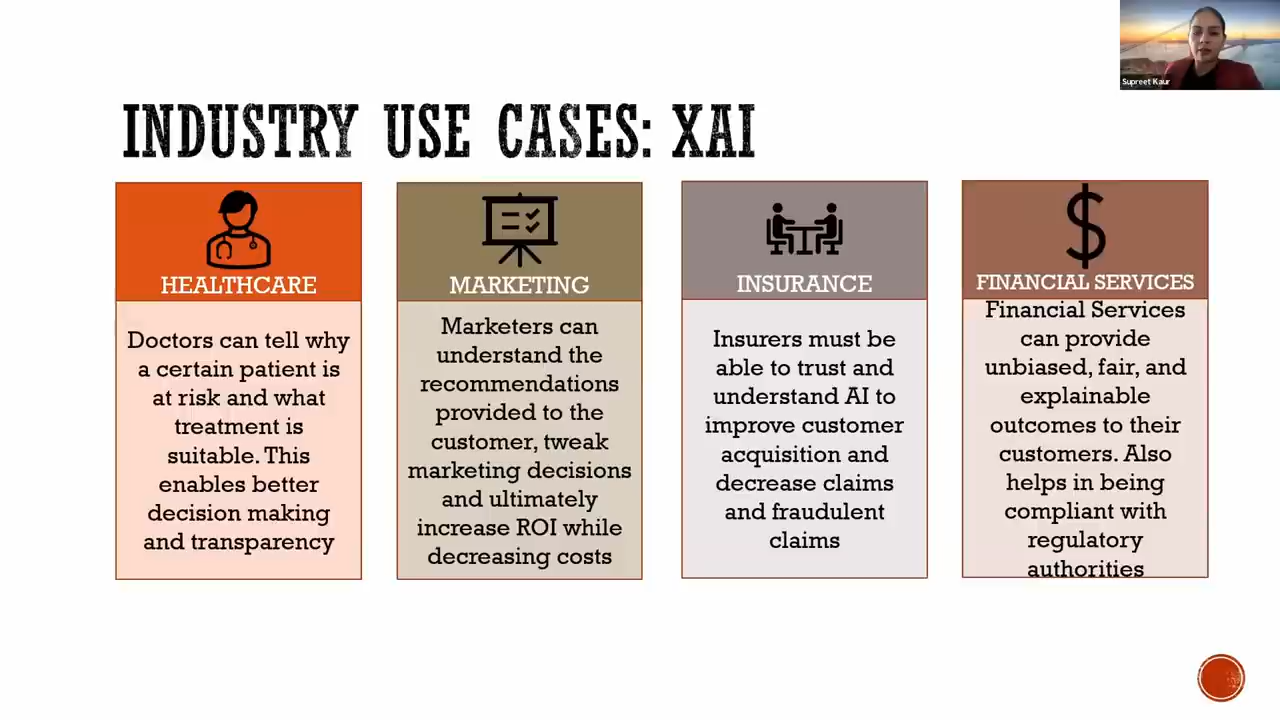 Supreet Kaur
INDUSTRY USE CASES: XAI
HEALTHCARE
Doctors can tell why
a certain patient is
at risk and what
treatment is
suitable. This
enables better
decision making
and transparency
MARKETING
Marketers can
understand the
recommendations
provided to the
customer, tweak
marketing decisions
and ultimately
increase ROI while
decreasing costs
INSURANCE
Insurers must be
able to trust and
understand AI to
improve customer
acquisition and
decrease claims
and fraudulent
claims
FINANCIAL SERVICES
Financial Services
can provide
unbiased, fair, and
explainable
outcomes to their
customers. Also
helps in being
compliant with
regulatory
authorities